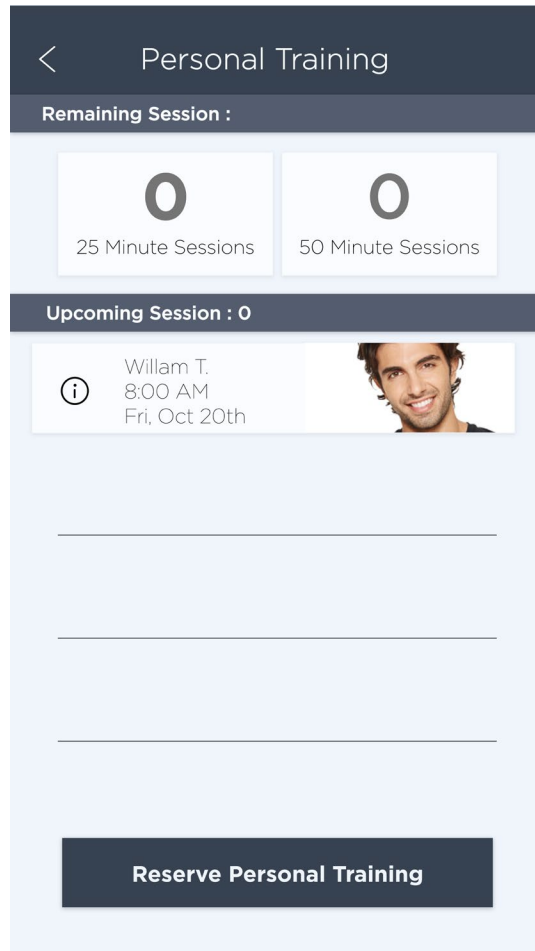 Personal Training
Remaining Session :
0 0
25 Minute Sessions 50 Minute Sessions
Upcoming Session : 0
Willam T.
8:00 AM
Fri, Oct 20th
Reserve Personal Training